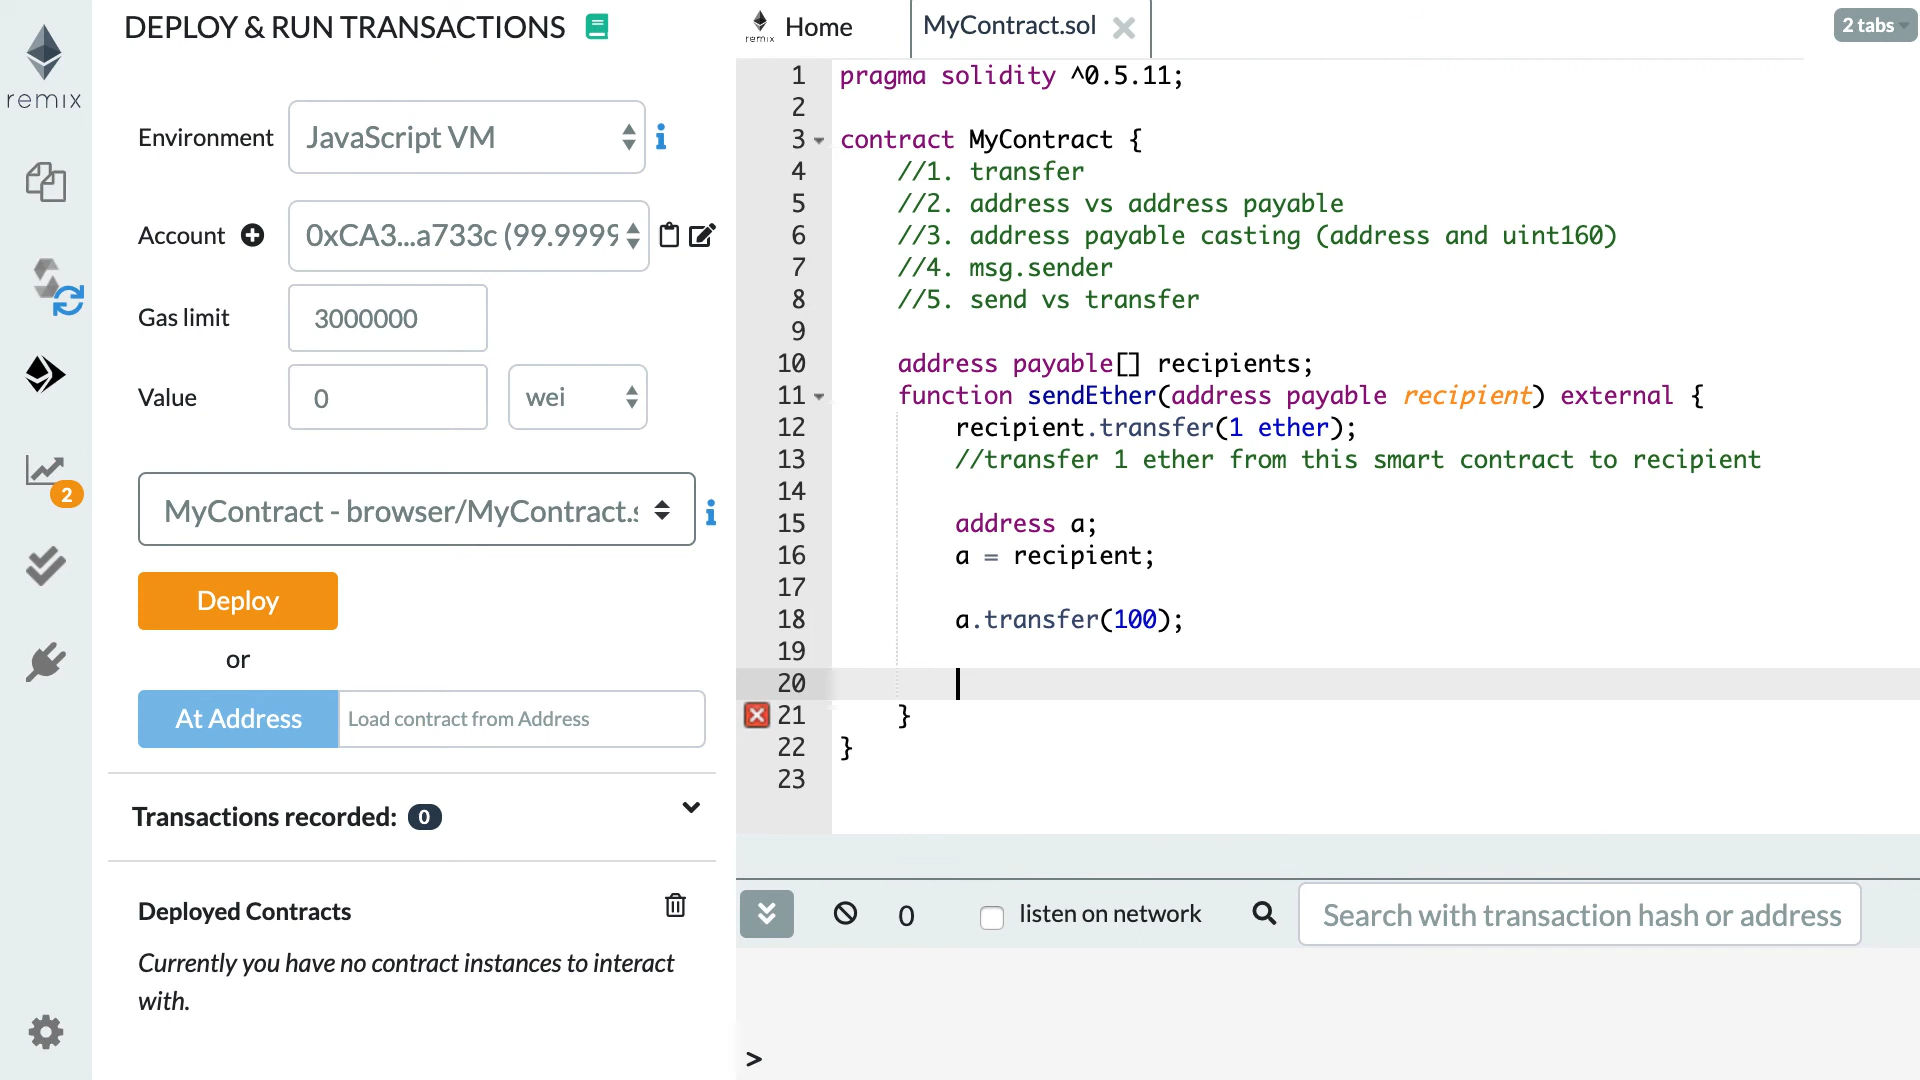 DEPLOY & RUN TRANSACTIONS
remix
Environment
JavaScript VM
Account
0xCA3...a733c (99.9999
Gas limit
3000000
Value
0
wei
2
MyContract - browser/MyContract.s
Deploy
or
At Address
Load contract from Address
Transactions recorded: 0
Deployed Contracts
Currently you have no contract instances to interact
with.
remix
Home
MyContract.sol
2 tabs
1 pragma solidity ^0.5.11;
2
3 contract MyContract {
4 //1. transfer
5 //2. address vs address payable
6 //3. address payable casting (address and uint160)
7 //4. msg.sender
8 //5. send vs transfer
9
10 address payable[] recipients;
11 function sendEther(address payable recipient) external {
12 recipient.transfer(1 ether);
13 //transfer 1 ether from this smart contract to recipient
14
15 address a;
16 a = recipient;
17
18 a.transfer(100);
19
20
21 }
22 }
23
0
listen on network
Search with transaction hash or address
>